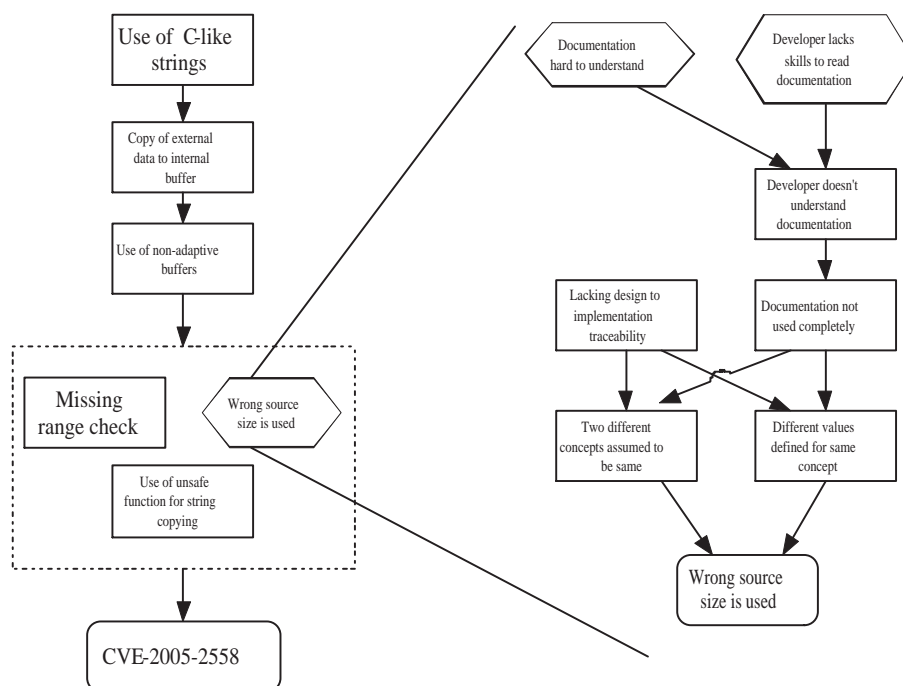 Use of C-like
strings
Copy of external
data to internal
buffer
Use of non-adaptive
buffers
Missing
range check
Wrong source
size is used
Use of unsafe
function for string
copying
CVE-2005-2558
Documentation
hard to understand
Developer lacks
skills to read
documentation
Developer doesn't
understand
documentation
Lacking design to
implementation
traceability
Documentation not
used completely
Two different
concepts assumed to
be same
Different values
defined for same
concept
Wrong source
size is used